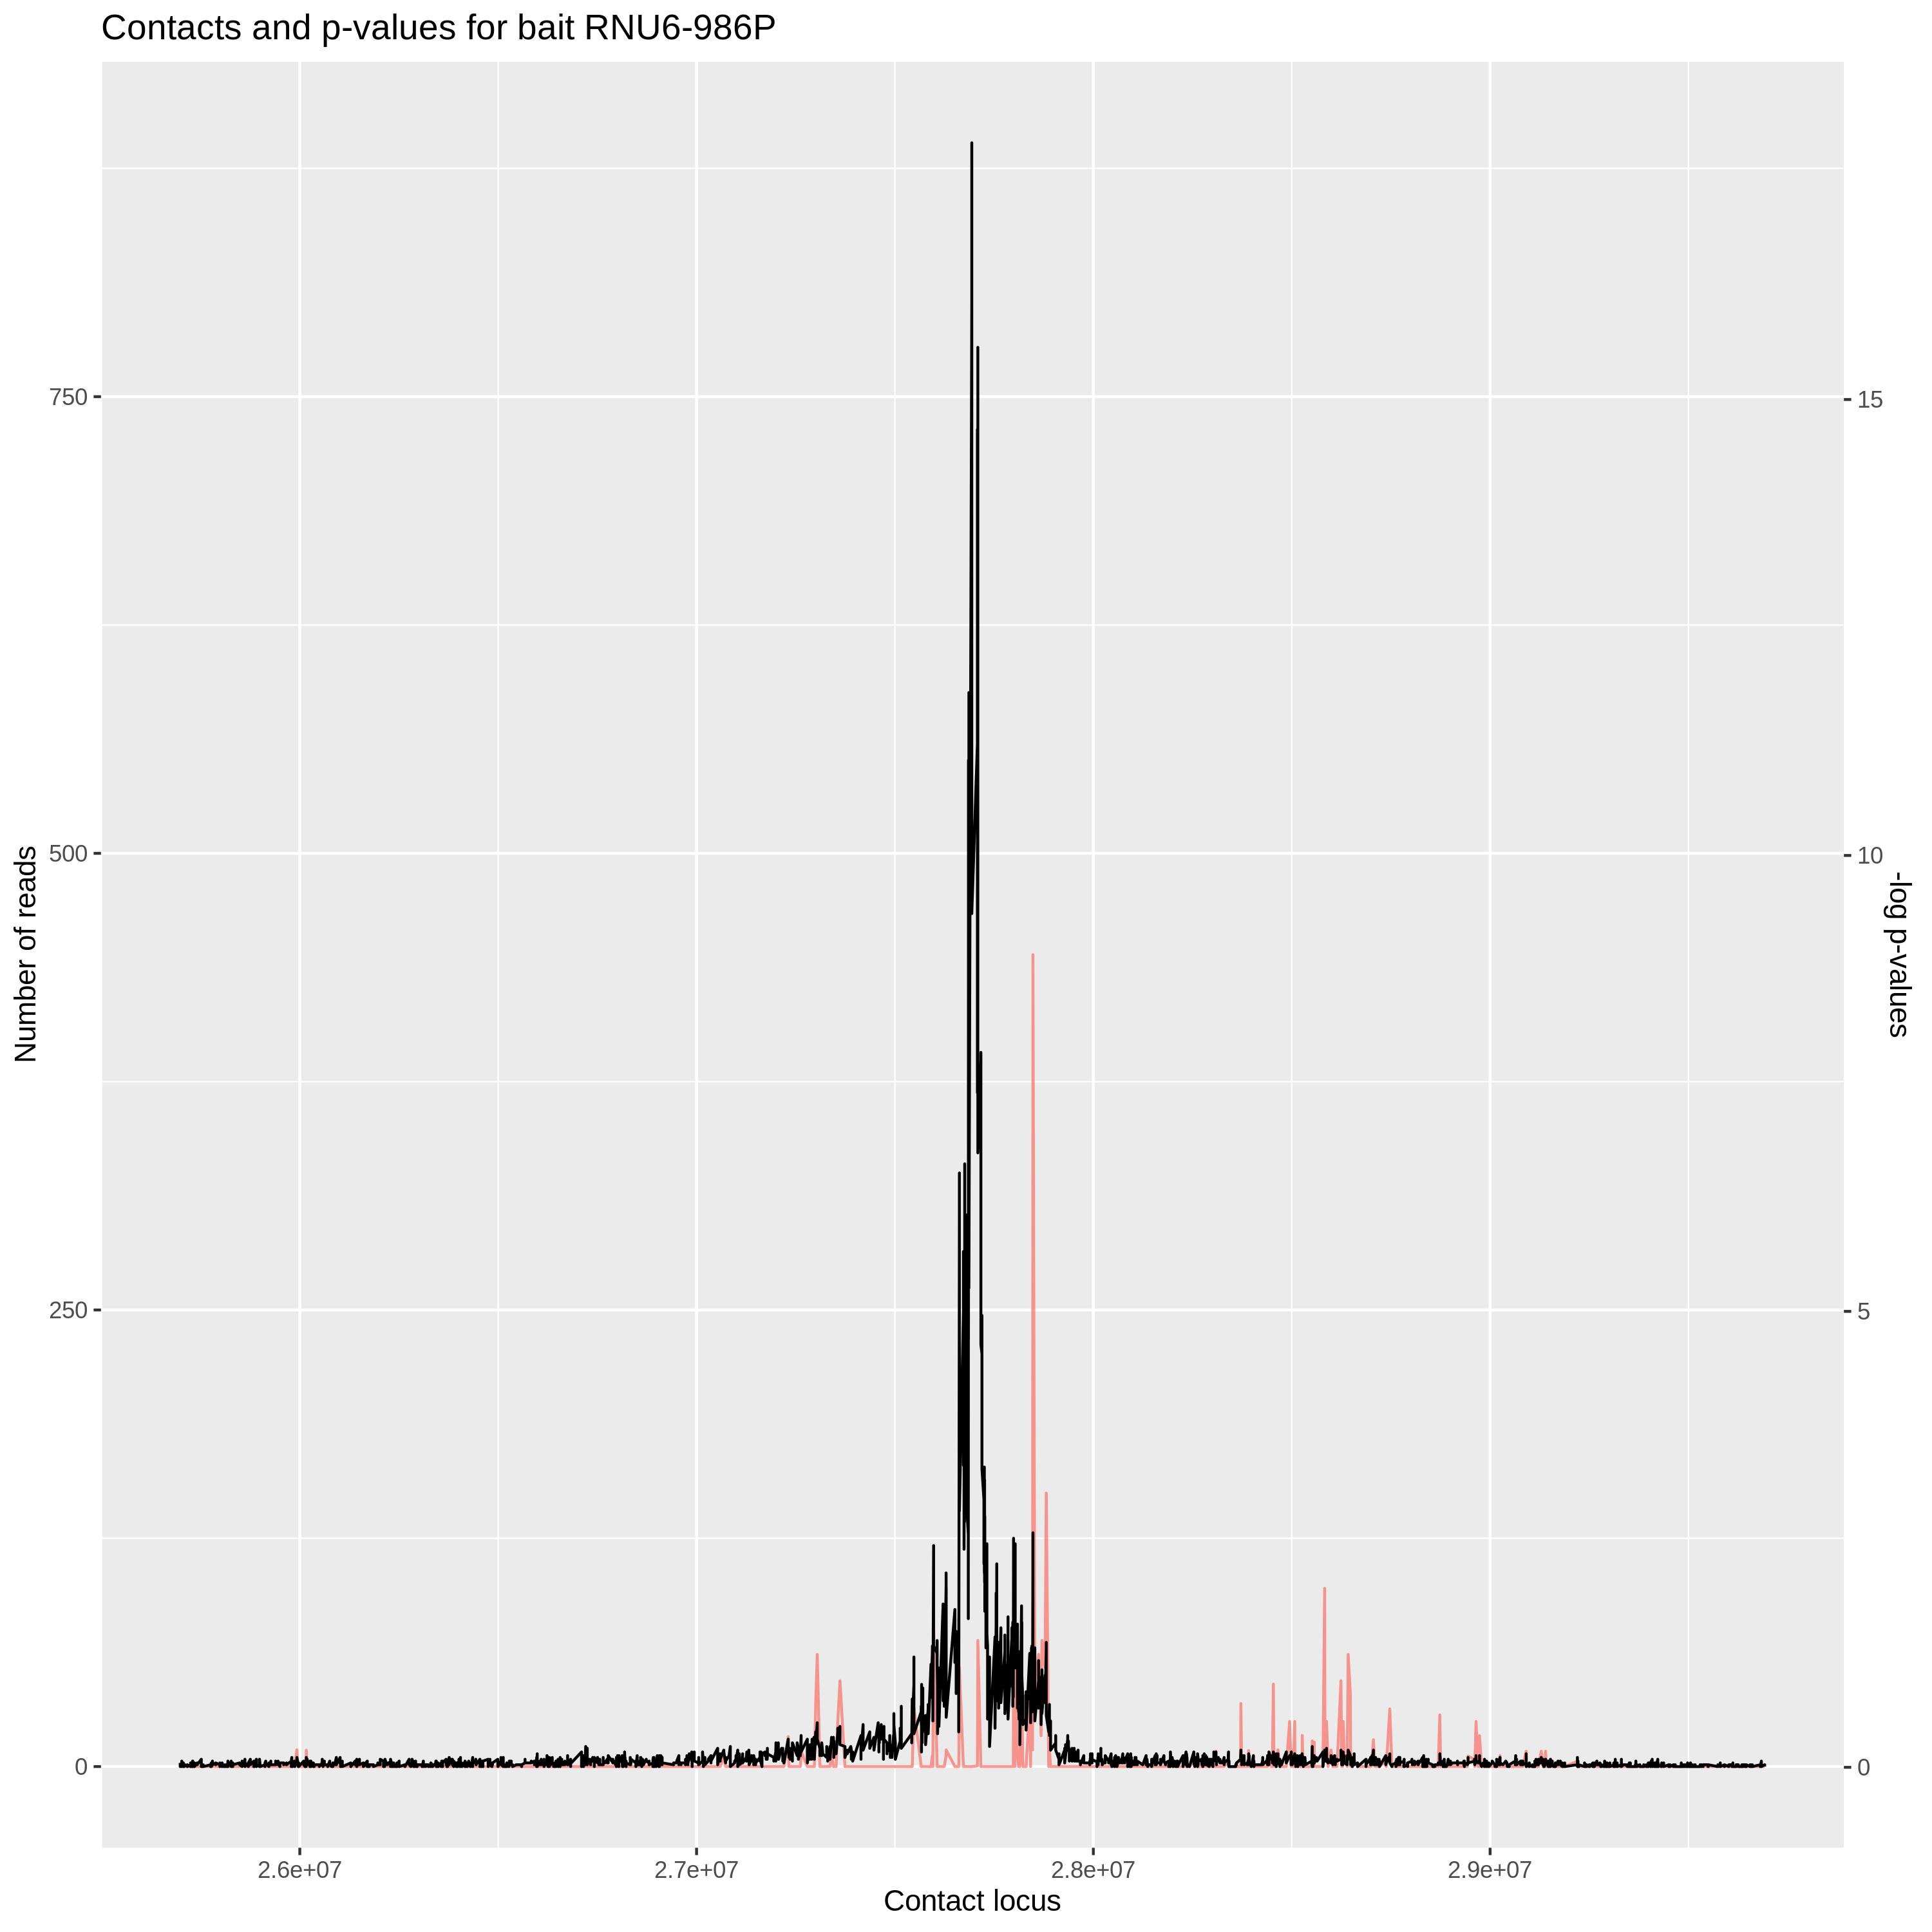 Contacts and p-values for bait RNU6-986P
750
500
250
0
15
10
5
0
Number of reads
-log p-values
2.6e+07 2.7e+07 2.8e+07 2.9e+07
Contact locus